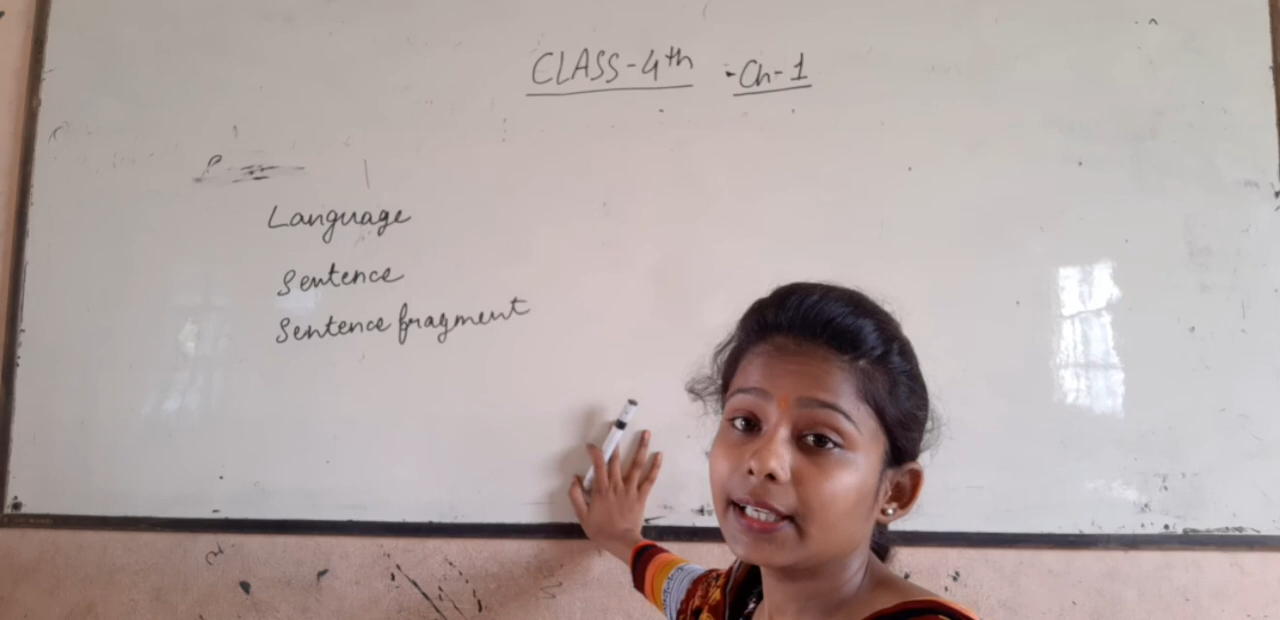 CLASS-4th -Ch-1
Language
Sentence
Sentence fragment